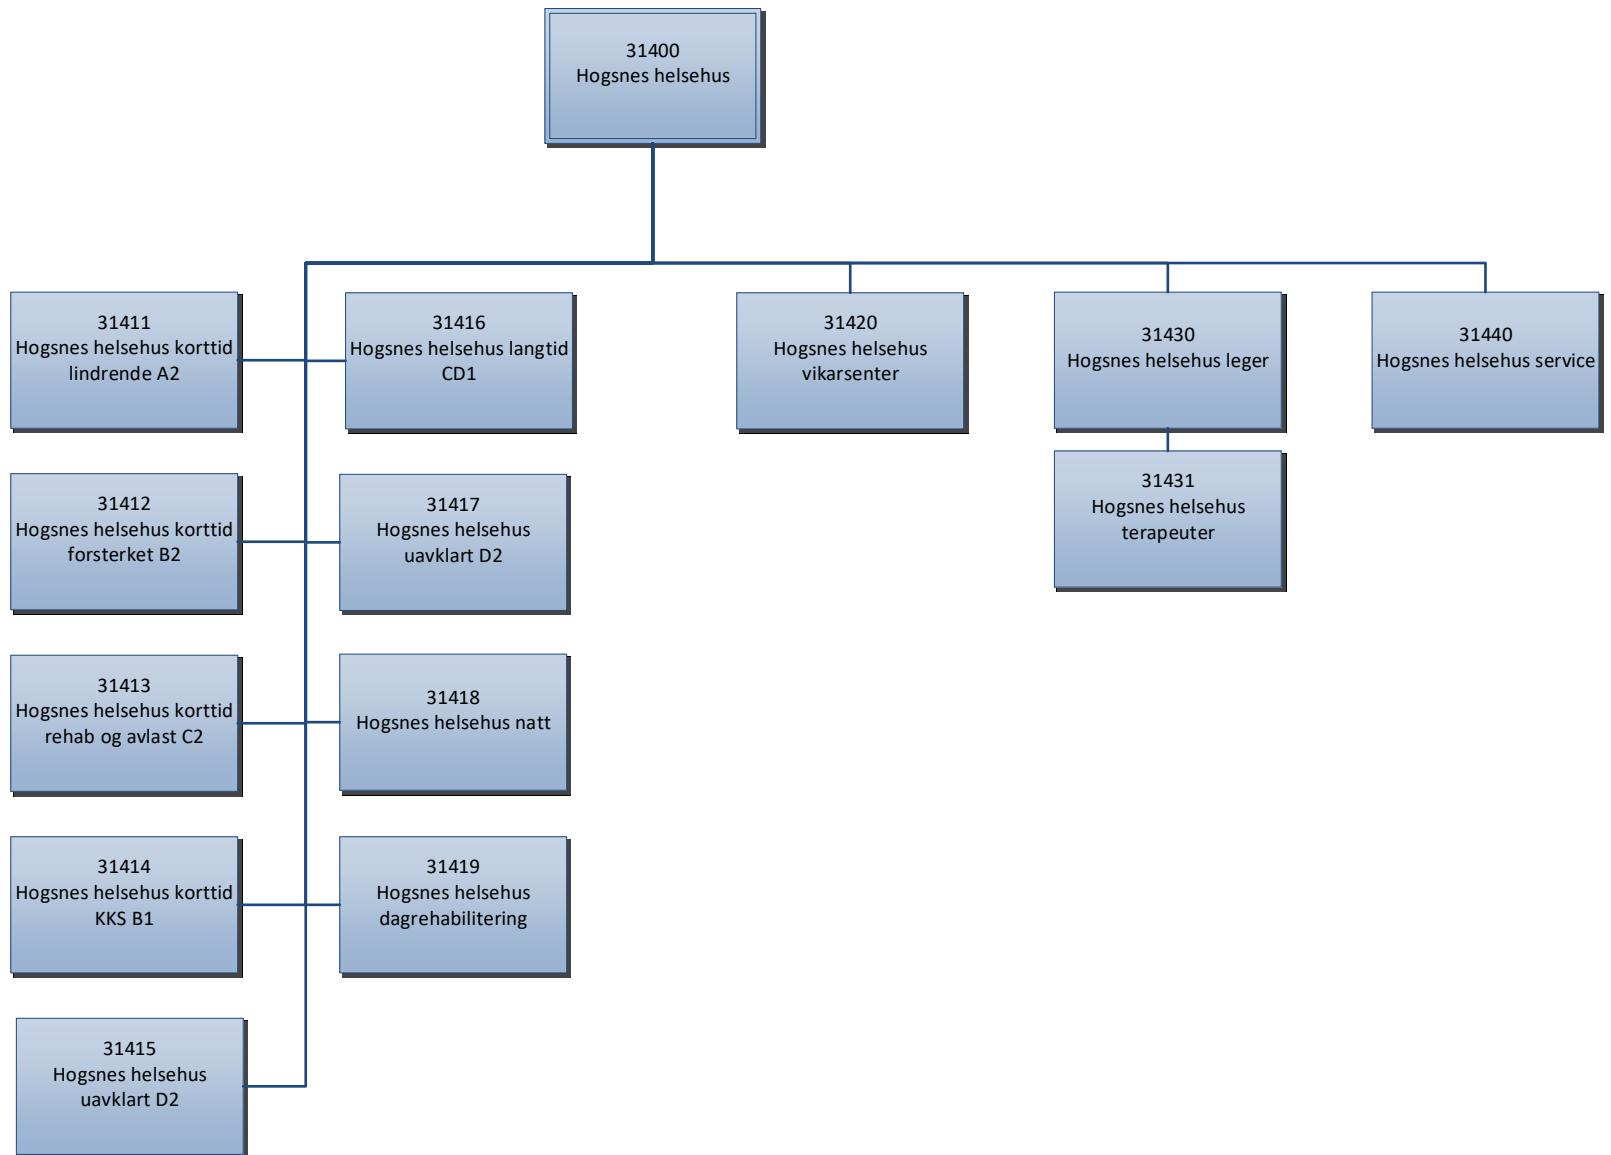 31400
Hogsnes helsehus
31411
Hogsnes helsehus korttid
lindrende A2
31416
Hogsnes helsehus langtid
CD1
31420
Hogsnes helsehus
vikarsenter
31430
Hogsnes helsehus leger
31440
Hogsnes helsehus service
31412
Hogsnes helsehus korttid
forsterket B2
31417
Hogsnes helsehus
uavklart D2
31431
Hogsnes helsehus
terapeuter
31413
Hogsnes helsehus korttid
rehab og avlast C2
31418
Hogsnes helsehus natt
31414
Hogsnes helsehus korttid
KKS B1
31419
Hogsnes helsehus
dagrehabilitering
31415
Hogsnes helsehus
uavklart D2